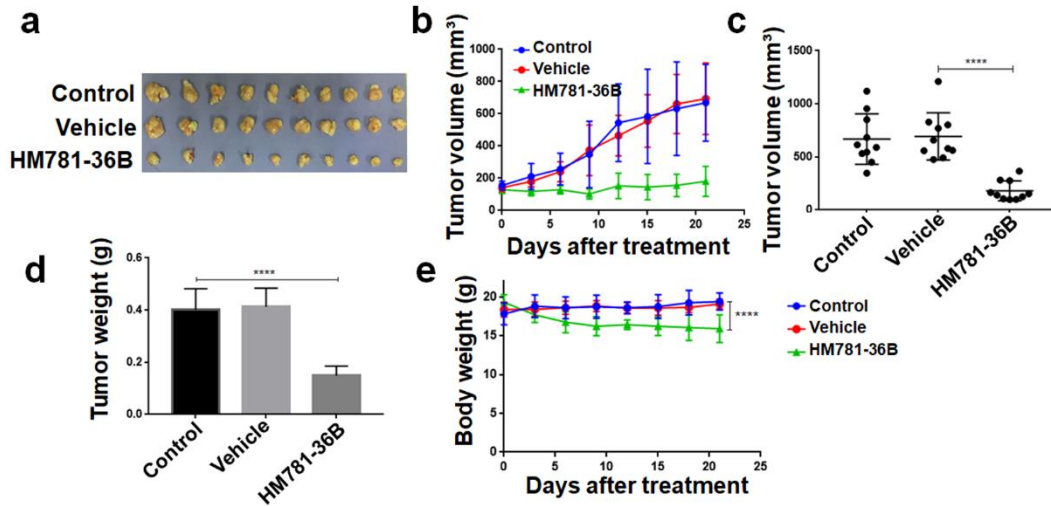 a
Control
Vehicle
HM781-36B
b
Tumor volume (mm³)
1000
800
600
400
200
0
0 5 10 15 20 25
Days after treatment
Control
Vehicle
HM781-36B
c
Tumor volume (mm³)
1500
1000
500
0
****
Control
Vehicle
HM781-36B
d
Tumor weight (g)
0.6
0.4
0.2
0.0
****
Control
Vehicle
HM781-36B
e
Body weight (g)
20
15
10
5
0
0 5 10 15 20 25
Days after treatment
****
Control
Vehicle
HM781-36B